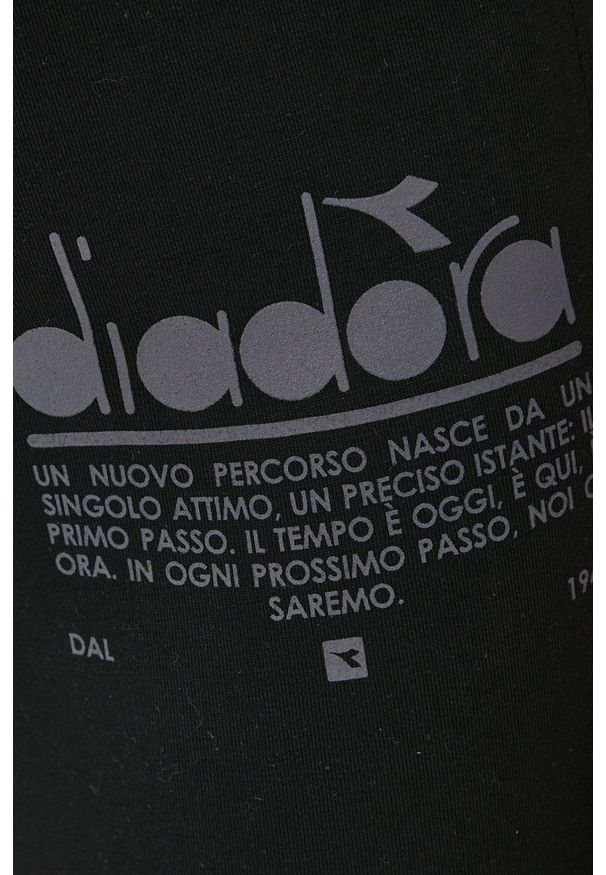 diadora
UN NUOVO PERCORSO NASCE DA UN
SINGOLO ATTIMO, UN PRECISO ISTANTE: IL
PRIMO PASSO. IL TEMPO È OGGI, È QUI,
ORA. IN OGNI PROSSIMO PASSO, NOI
SAREMO.
DAL